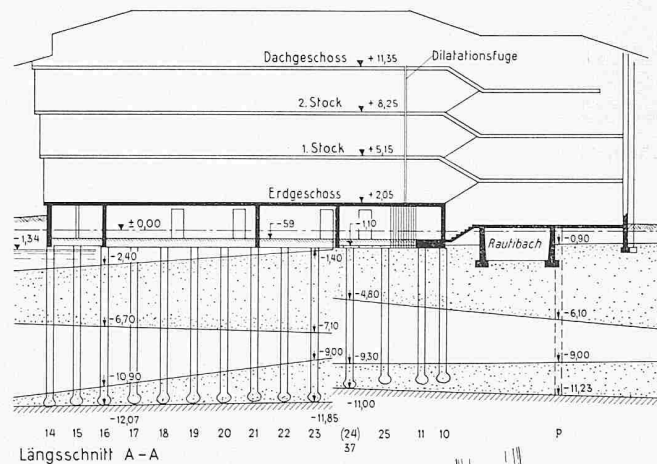 Dachgeschoss +11,35
Dilatationsfuge
2. Stock +8,25
1. Stock +5,15
Erdgeschoss +2,05
±0,00
-59
-1,10
-1,34
Rautibach
-0,90
-2,40
-1,40
-4,80
-6,70
-7,10
-6,10
-9,00
-9,30
-9,00
-10,90
-11,23
-12,07
-11,85
-11,00
14 15 16 17 18 19 20 21 22 23 (24) 25 11 10 P
37
Längsschnitt A-A